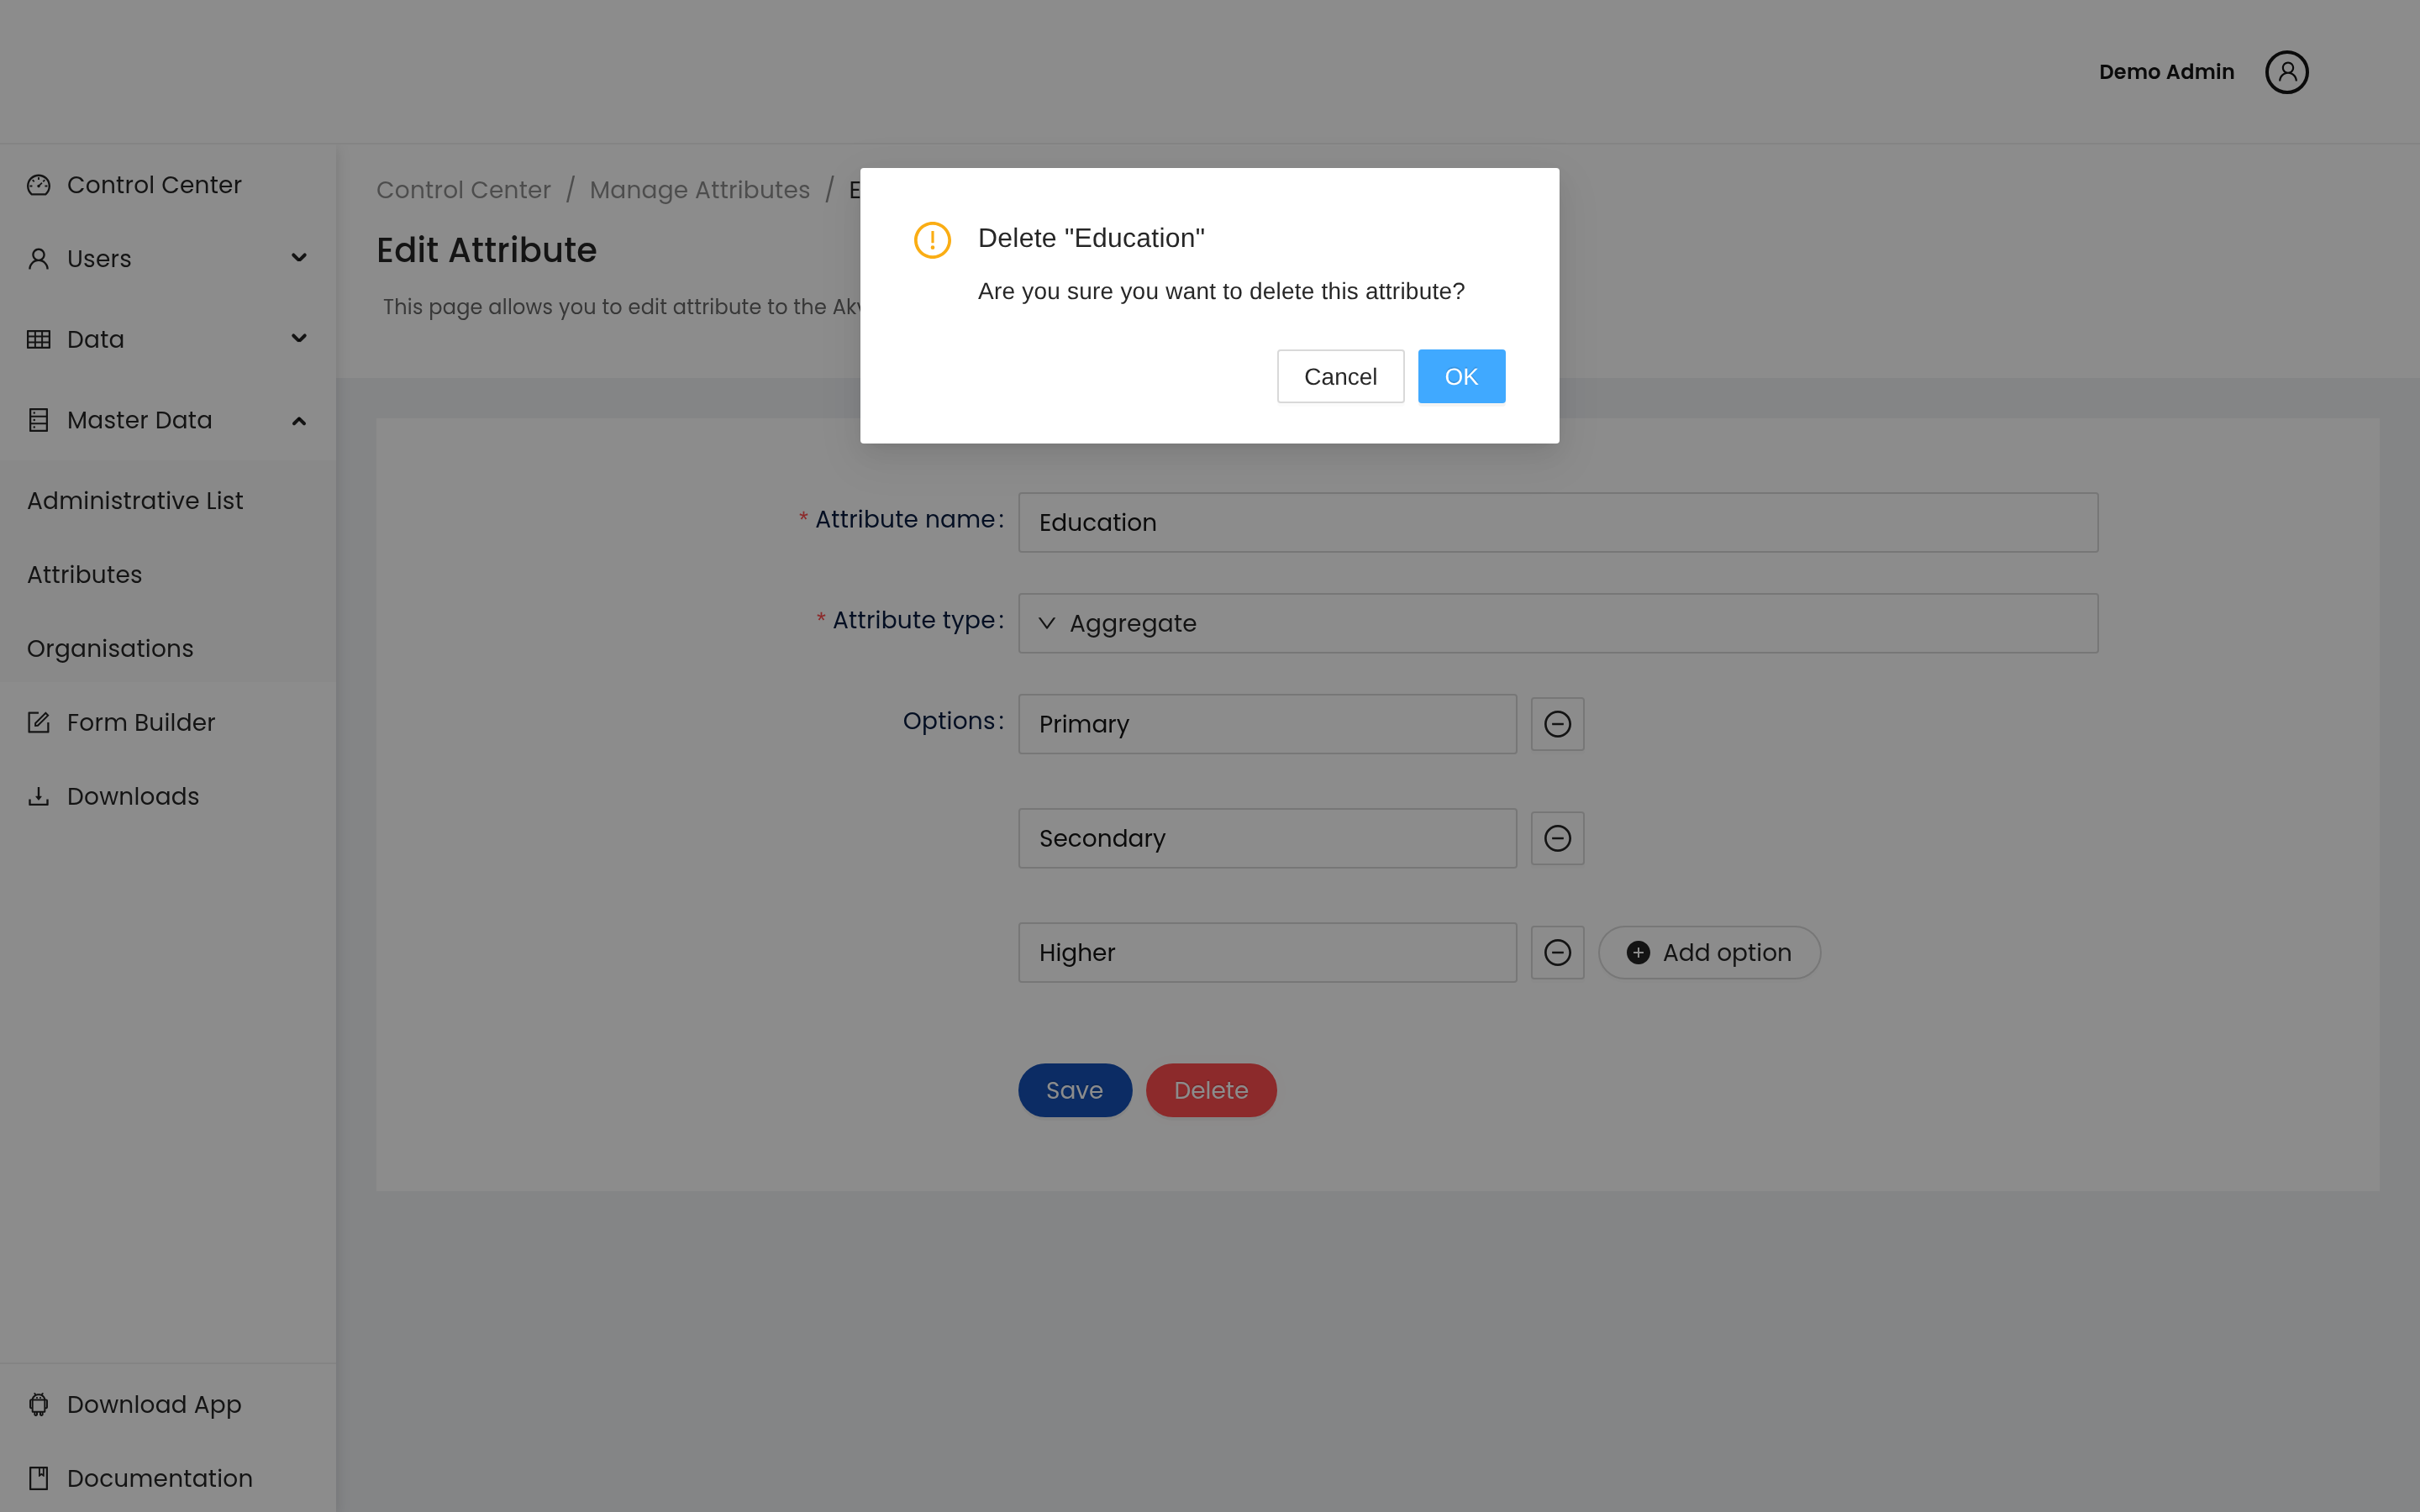 Demo Admin
Control Center
Users
Data
Master Data
Administrative List
Attributes
Organisations
Form Builder
Downloads
Download App
Documentation
Control Center / Manage Attributes /
Edit Attribute
This page allows you to edit attribute to the
Delete "Education"
Are you sure you want to delete this attribute?
Cancel OK
* Attribute name: Education
* Attribute type: Aggregate
Options: Primary
Secondary
Higher Add option
Save Delete